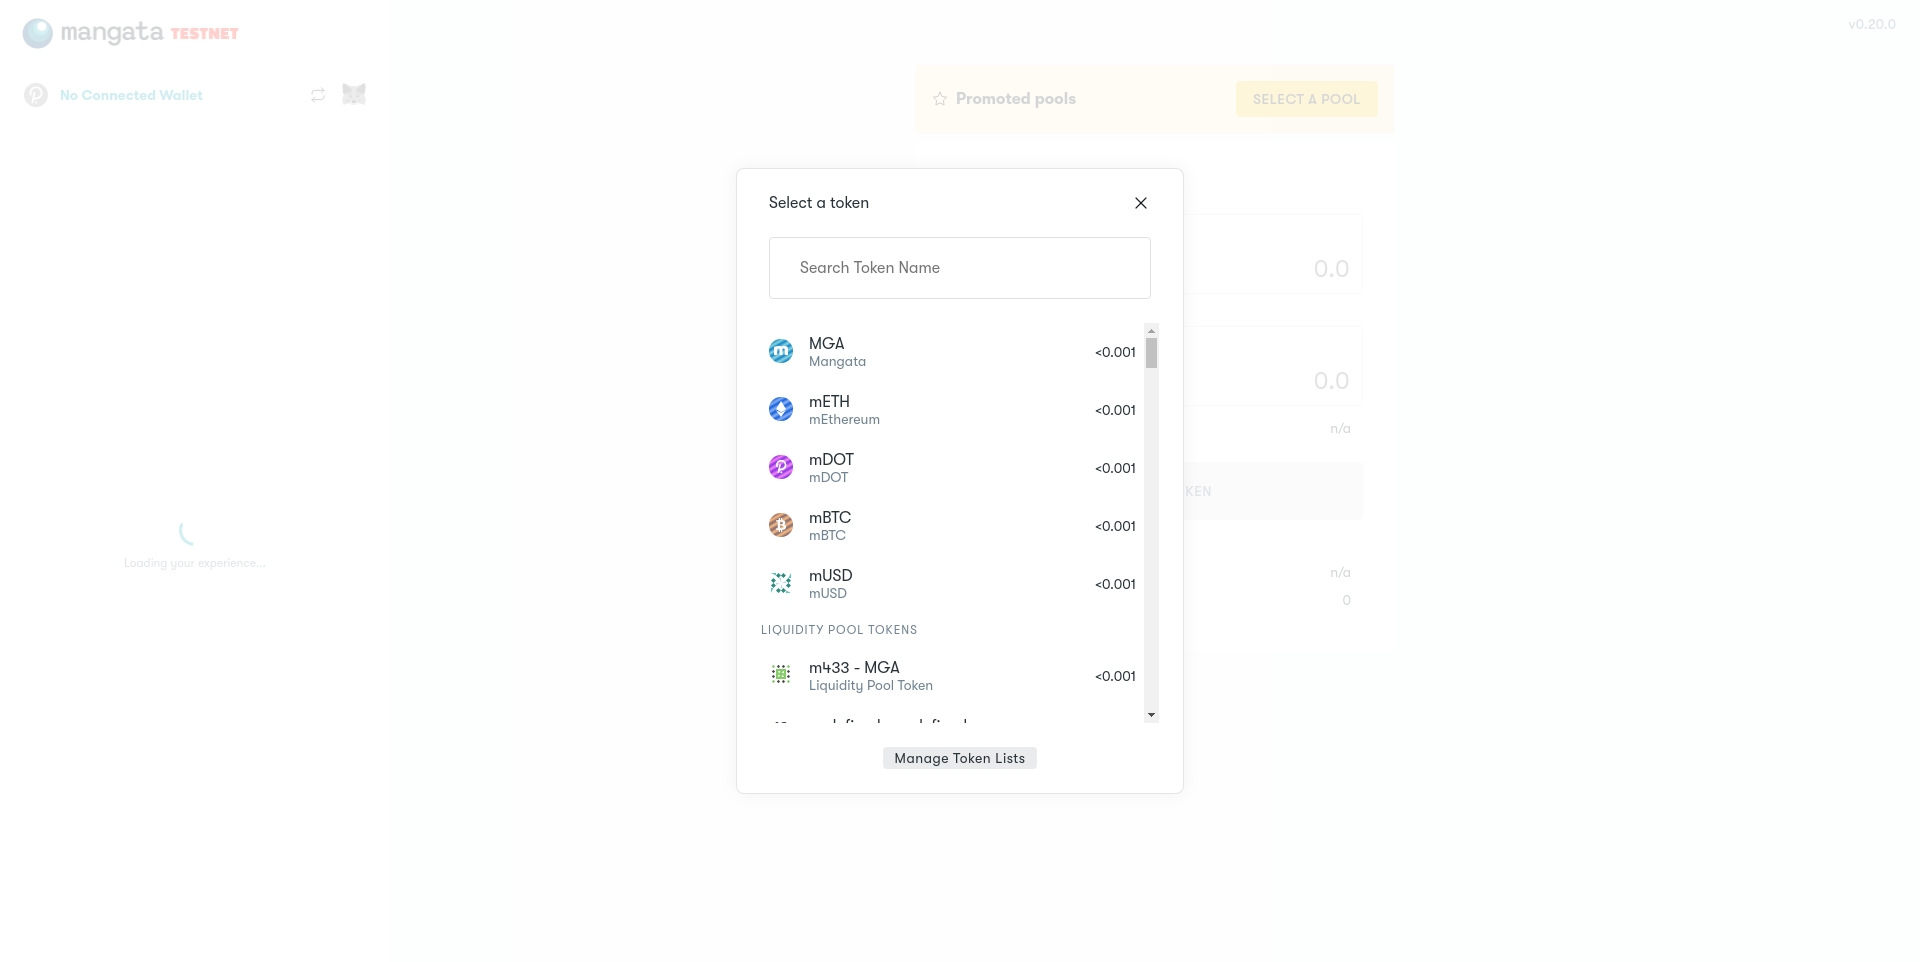 mangata TESTNET
v0.20.0
No Connected Wallet
Promoted pools
SELECT A POOL
Select a token
Search Token Name
0.0
MGA
Mangata
<0.001
mETH
mEthereum
<0.001
0.0
n/a
mDOT
mDOT
<0.001
KEN
mBTC
mBTC
<0.001
Loading your experience...
mUSD
mUSD
<0.001
n/a
0
LIQUIDITY POOL TOKENS
m433 - MGA
Liquidity Pool Token
<0.001
Manage Token Lists